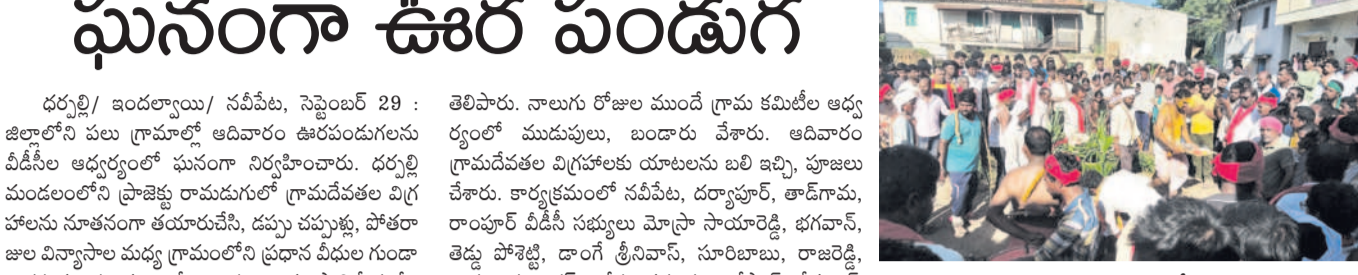 ఘనంగా ఊర పండుగ
ధర్పల్లి/ ఇందల్వాయి/ నవీపేట, సెప్టెంబర్ 29 :
జిల్లాలోని పలు గ్రామాల్లో ఆదివారం ఊరపండుగలను
వీడీసీల ఆధ్వర్యంలో ఘనంగా నిర్వహించారు. ధర్పల్లి
మండలంలోని ప్రాజెక్టు రామడుగులో గ్రామదేవతల విగ్ర
హాలను నూతనంగా తయారుచేసి, డప్పు చప్పుళ్లు, పోతరా
జుల విన్యాసాల మధ్య గ్రామంలోని ప్రధాన వీధుల గుండా
తెలిపారు. నాలుగు రోజుల ముందే గ్రామ కమిటీల ఆధ్వ
ర్యంలో ముడుపులు, బండారు వేశారు. ఆదివారం
గ్రామదేవతల విగ్రహాలకు యాటలను బలి ఇచ్చి, పూజలు
చేశారు. కార్యక్రమంలో నవీపేట, దర్యాపూర్, తాడ్‌గామ,
రాంపూర్ వీడీసీ సభ్యులు మోస్రా సాయారెడ్డి, భగవాన్,
తెడ్డు పోశెట్టి, డాంగే శ్రీనివాస్, సూరిబాబు, రాజరెడ్డి,